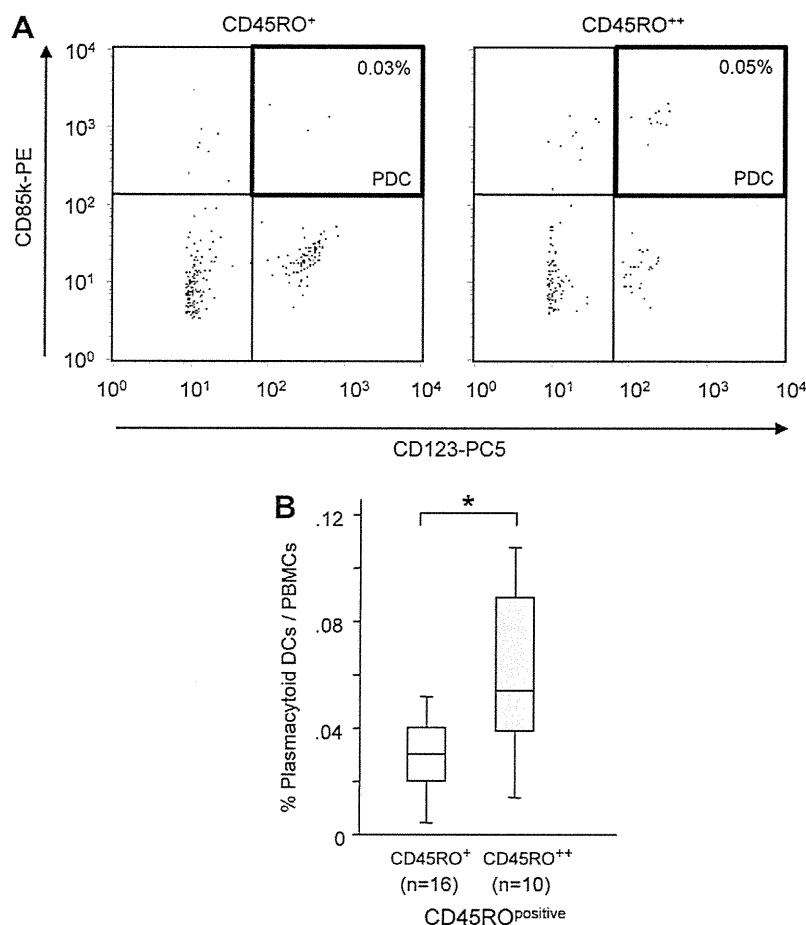 A
CD45RO⁺
CD45RO⁺⁺
CD85k-PE
10⁴
10³
10²
10¹
10⁰
0.03%
PDC
0.05%
PDC
10⁰ 10¹ 10² 10³ 10⁴
10⁰ 10¹ 10² 10³ 10⁴
CD123-PC5
B
% Plasmacytoid DCs / PBMCs
.12
.08
.04
0
*
CD45RO⁺ CD45RO⁺⁺
(n=16) (n=10)
CD45ROᵖᵒˢⁱᵗⁱᵛᵉ